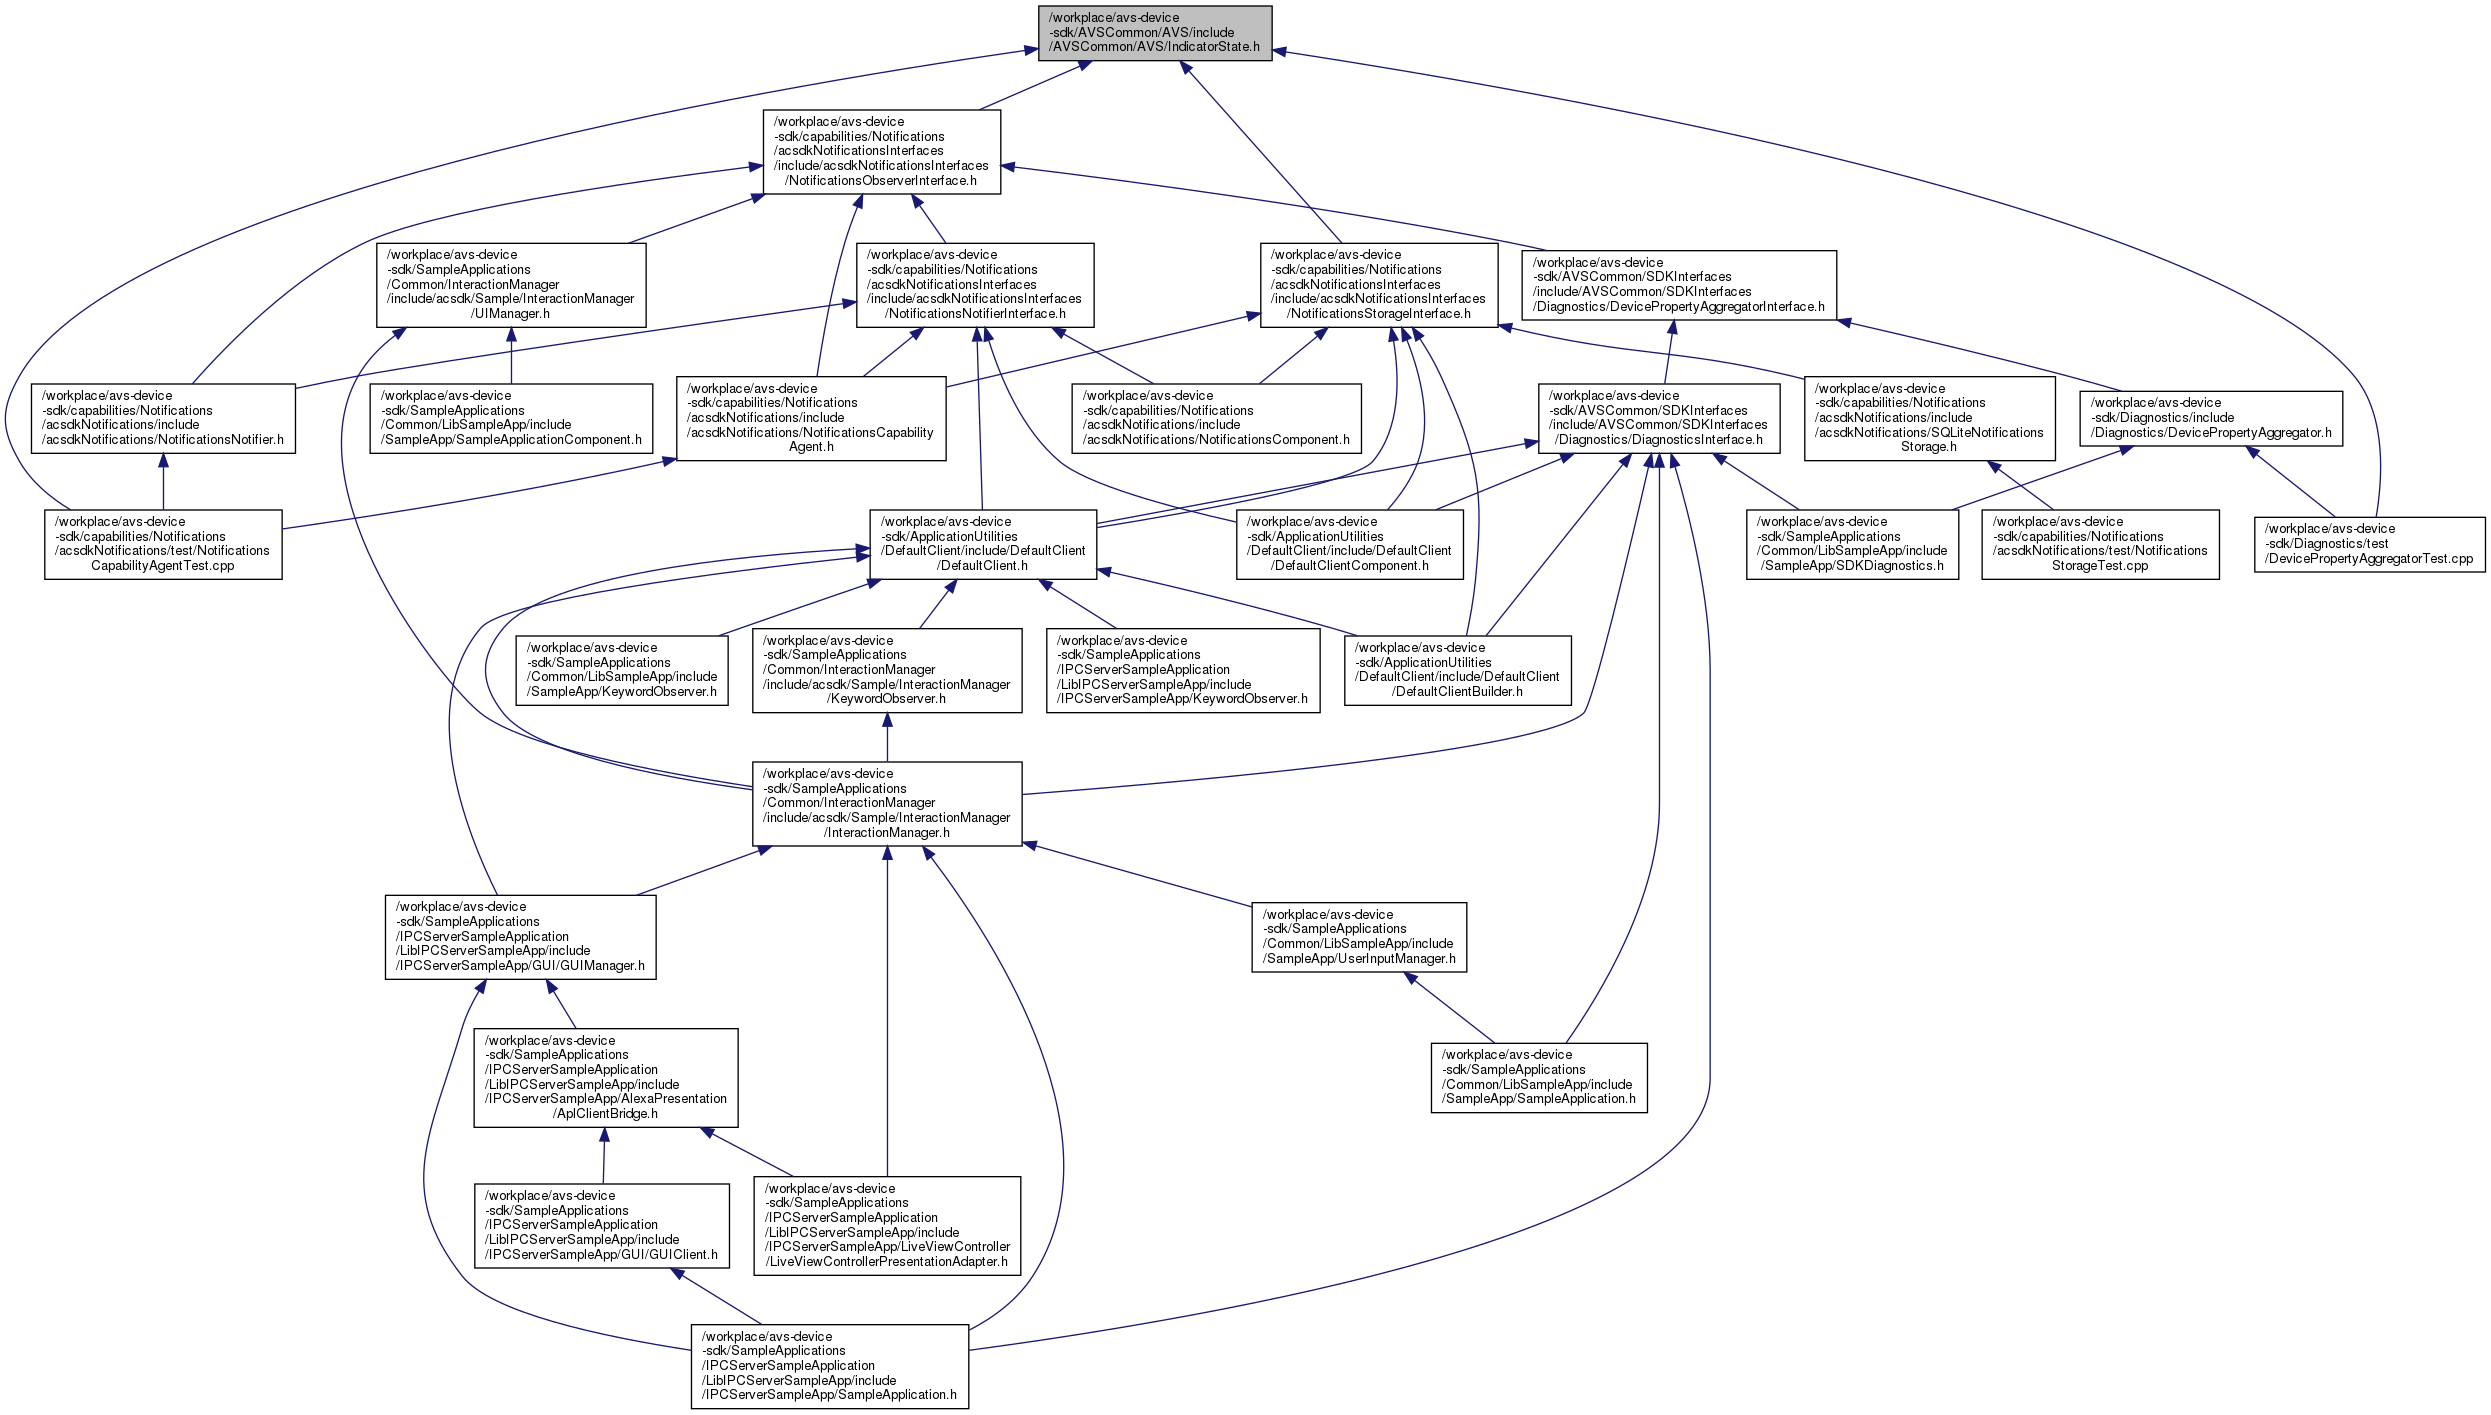 /workplace/avs-device
-sdk/AVSCommon/AVS/include
/AVSCommon/AVS/IndicatorState.h
/workplace/avs-device
-sdk/capabilities/Notifications
/acsdkNotificationsInterfaces
/include/acsdkNotificationsInterfaces
/NotificationsObserverInterface.h
/workplace/avs-device
-sdk/SampleApplications
/Common/InteractionManager
/include/acsdk/Sample/InteractionManager
/UIManager.h
/workplace/avs-device
-sdk/capabilities/Notifications
/acsdkNotificationsInterfaces
/include/acsdkNotificationsInterfaces
/NotificationsNotifierInterface.h
/workplace/avs-device
-sdk/capabilities/Notifications
/acsdkNotificationsInterfaces
/include/acsdkNotificationsInterfaces
/NotificationsStorageInterface.h
/workplace/avs-device
-sdk/AVSCommon/SDKInterfaces
/include/AVSCommon/SDKInterfaces
/Diagnostics/DevicePropertyAggregatorInterface.h
/workplace/avs-device
-sdk/capabilities/Notifications
/acsdkNotifications/include
/acsdkNotifications/NotificationsNotifier.h
/workplace/avs-device
-sdk/SampleApplications
/Common/LibSampleApp/include
/SampleApp/SampleApplicationComponent.h
/workplace/avs-device
-sdk/capabilities/Notifications
/acsdkNotifications/include
/acsdkNotifications/NotificationsCapability
Agent.h
/workplace/avs-device
-sdk/capabilities/Notifications
/acsdkNotifications/include
/acsdkNotifications/NotificationsComponent.h
/workplace/avs-device
-sdk/AVSCommon/SDKInterfaces
/include/AVSCommon/SDKInterfaces
/Diagnostics/DiagnosticsInterface.h
/workplace/avs-device
-sdk/capabilities/Notifications
/acsdkNotifications/include
/acsdkNotifications/SQLiteNotifications
Storage.h
/workplace/avs-device
-sdk/Diagnostics/include
/Diagnostics/DevicePropertyAggregator.h
/workplace/avs-device
-sdk/capabilities/Notifications
/acsdkNotifications/test/Notifications
CapabilityAgentTest.cpp
/workplace/avs-device
-sdk/ApplicationUtilities
/DefaultClient/include/DefaultClient
/DefaultClient.h
/workplace/avs-device
-sdk/ApplicationUtilities
/DefaultClient/include/DefaultClient
/DefaultClientComponent.h
/workplace/avs-device
-sdk/SampleApplications
/Common/LibSampleApp/include
/SampleApp/SDKDiagnostics.h
/workplace/avs-device
-sdk/capabilities/Notifications
/acsdkNotifications/test/Notifications
StorageTest.cpp
/workplace/avs-device
-sdk/Diagnostics/test
/DevicePropertyAggregatorTest.cpp
/workplace/avs-device
-sdk/SampleApplications
/Common/LibSampleApp/include
/SampleApp/KeywordObserver.h
/workplace/avs-device
-sdk/SampleApplications
/Common/InteractionManager
/include/acsdk/Sample/InteractionManager
/KeywordObserver.h
/workplace/avs-device
-sdk/SampleApplications
/IPCServerSampleApplication
/LibIPCServerSampleApp/include
/IPCServerSampleApp/KeywordObserver.h
/workplace/avs-device
-sdk/ApplicationUtilities
/DefaultClient/include/DefaultClient
/DefaultClientBuilder.h
/workplace/avs-device
-sdk/SampleApplications
/Common/InteractionManager
/include/acsdk/Sample/InteractionManager
/InteractionManager.h
/workplace/avs-device
-sdk/SampleApplications
/IPCServerSampleApplication
/LibIPCServerSampleApp/include
/IPCServerSampleApp/GUI/GUIManager.h
/workplace/avs-device
-sdk/SampleApplications
/Common/LibSampleApp/include
/SampleApp/UserInputManager.h
/workplace/avs-device
-sdk/SampleApplications
/IPCServerSampleApplication
/LibIPCServerSampleApp/include
/IPCServerSampleApp/AlexaPresentation
/AplClientBridge.h
/workplace/avs-device
-sdk/SampleApplications
/Common/LibSampleApp/include
/SampleApp/SampleApplication.h
/workplace/avs-device
-sdk/SampleApplications
/IPCServerSampleApplication
/LibIPCServerSampleApp/include
/IPCServerSampleApp/GUI/GUIClient.h
/workplace/avs-device
-sdk/SampleApplications
/IPCServerSampleApplication
/LibIPCServerSampleApp/include
/IPCServerSampleApp/LiveViewController
/LiveViewControllerPresentationAdapter.h
/workplace/avs-device
-sdk/SampleApplications
/IPCServerSampleApplication
/LibIPCServerSampleApp/include
/IPCServerSampleApp/SampleApplication.h